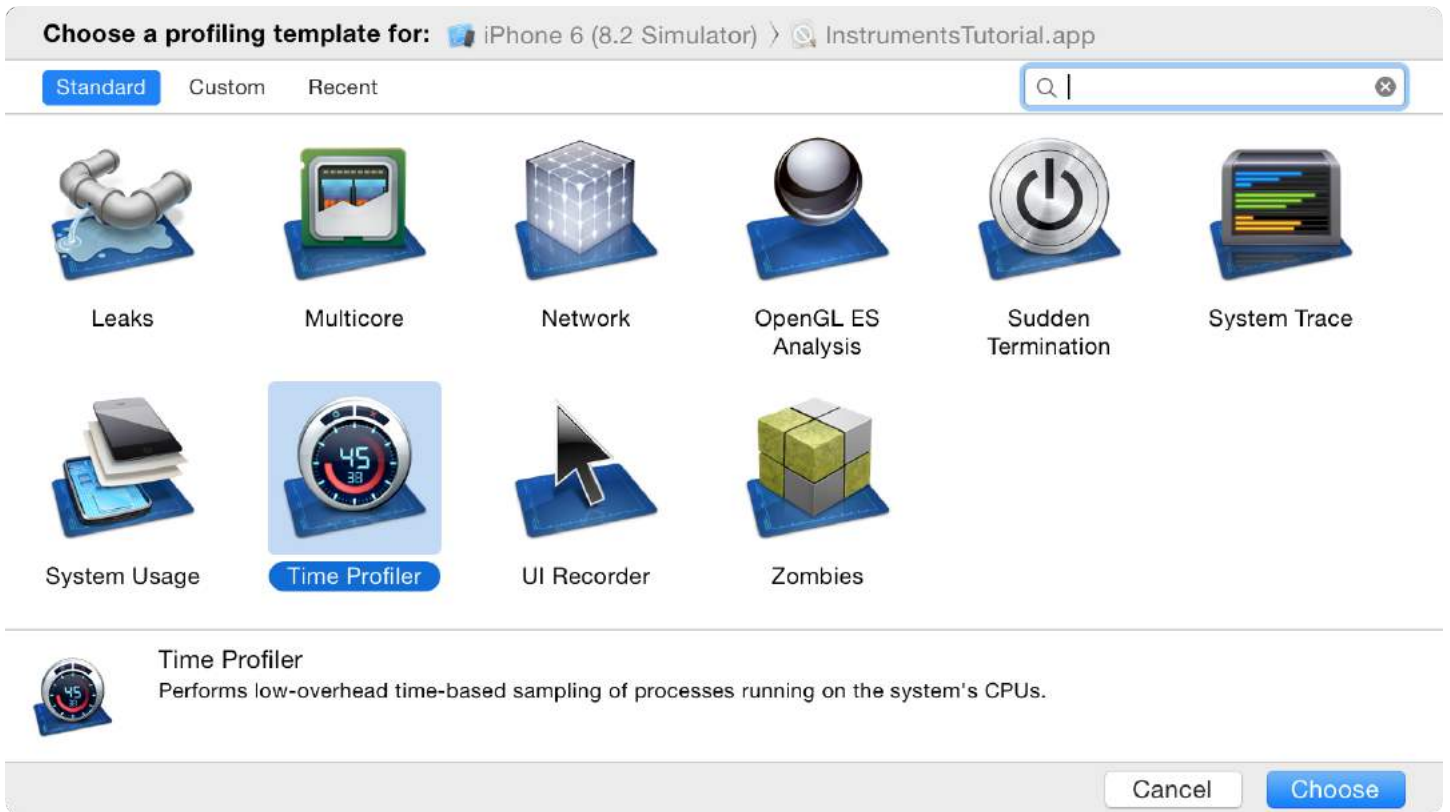 Choose a profiling template for: iPhone 6 (8.2 Simulator) 〉 InstrumentsTutorial.app
Standard Custom Recent
Leaks Multicore Network OpenGL ES Sudden System Trace
Analysis Termination
45
33
System Usage Time Profiler UI Recorder Zombies
Time Profiler
Performs low-overhead time-based sampling of processes running on the system's CPUs.
45
Cancel Choose